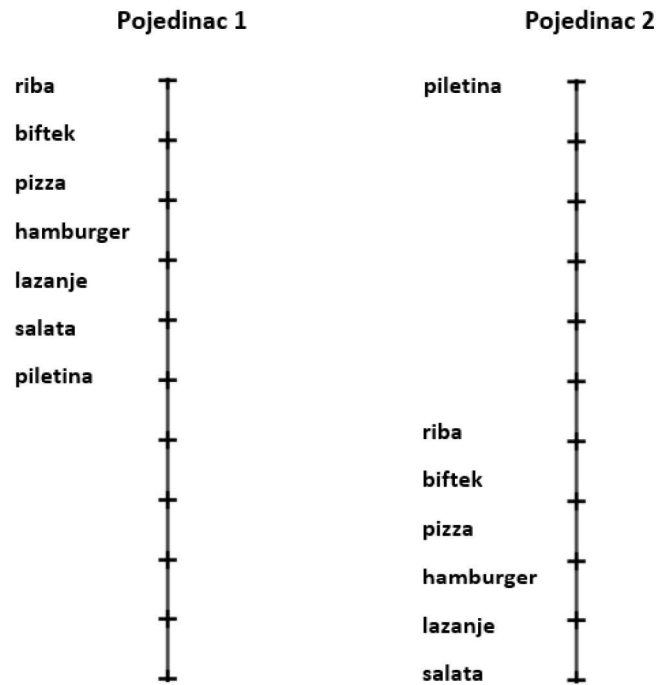 Pojedinac 1
riba
biftek
pizza
hamburger
lazanje
salata
piletina
Pojedinac 2
piletina
riba
biftek
pizza
hamburger
lazanje
salata